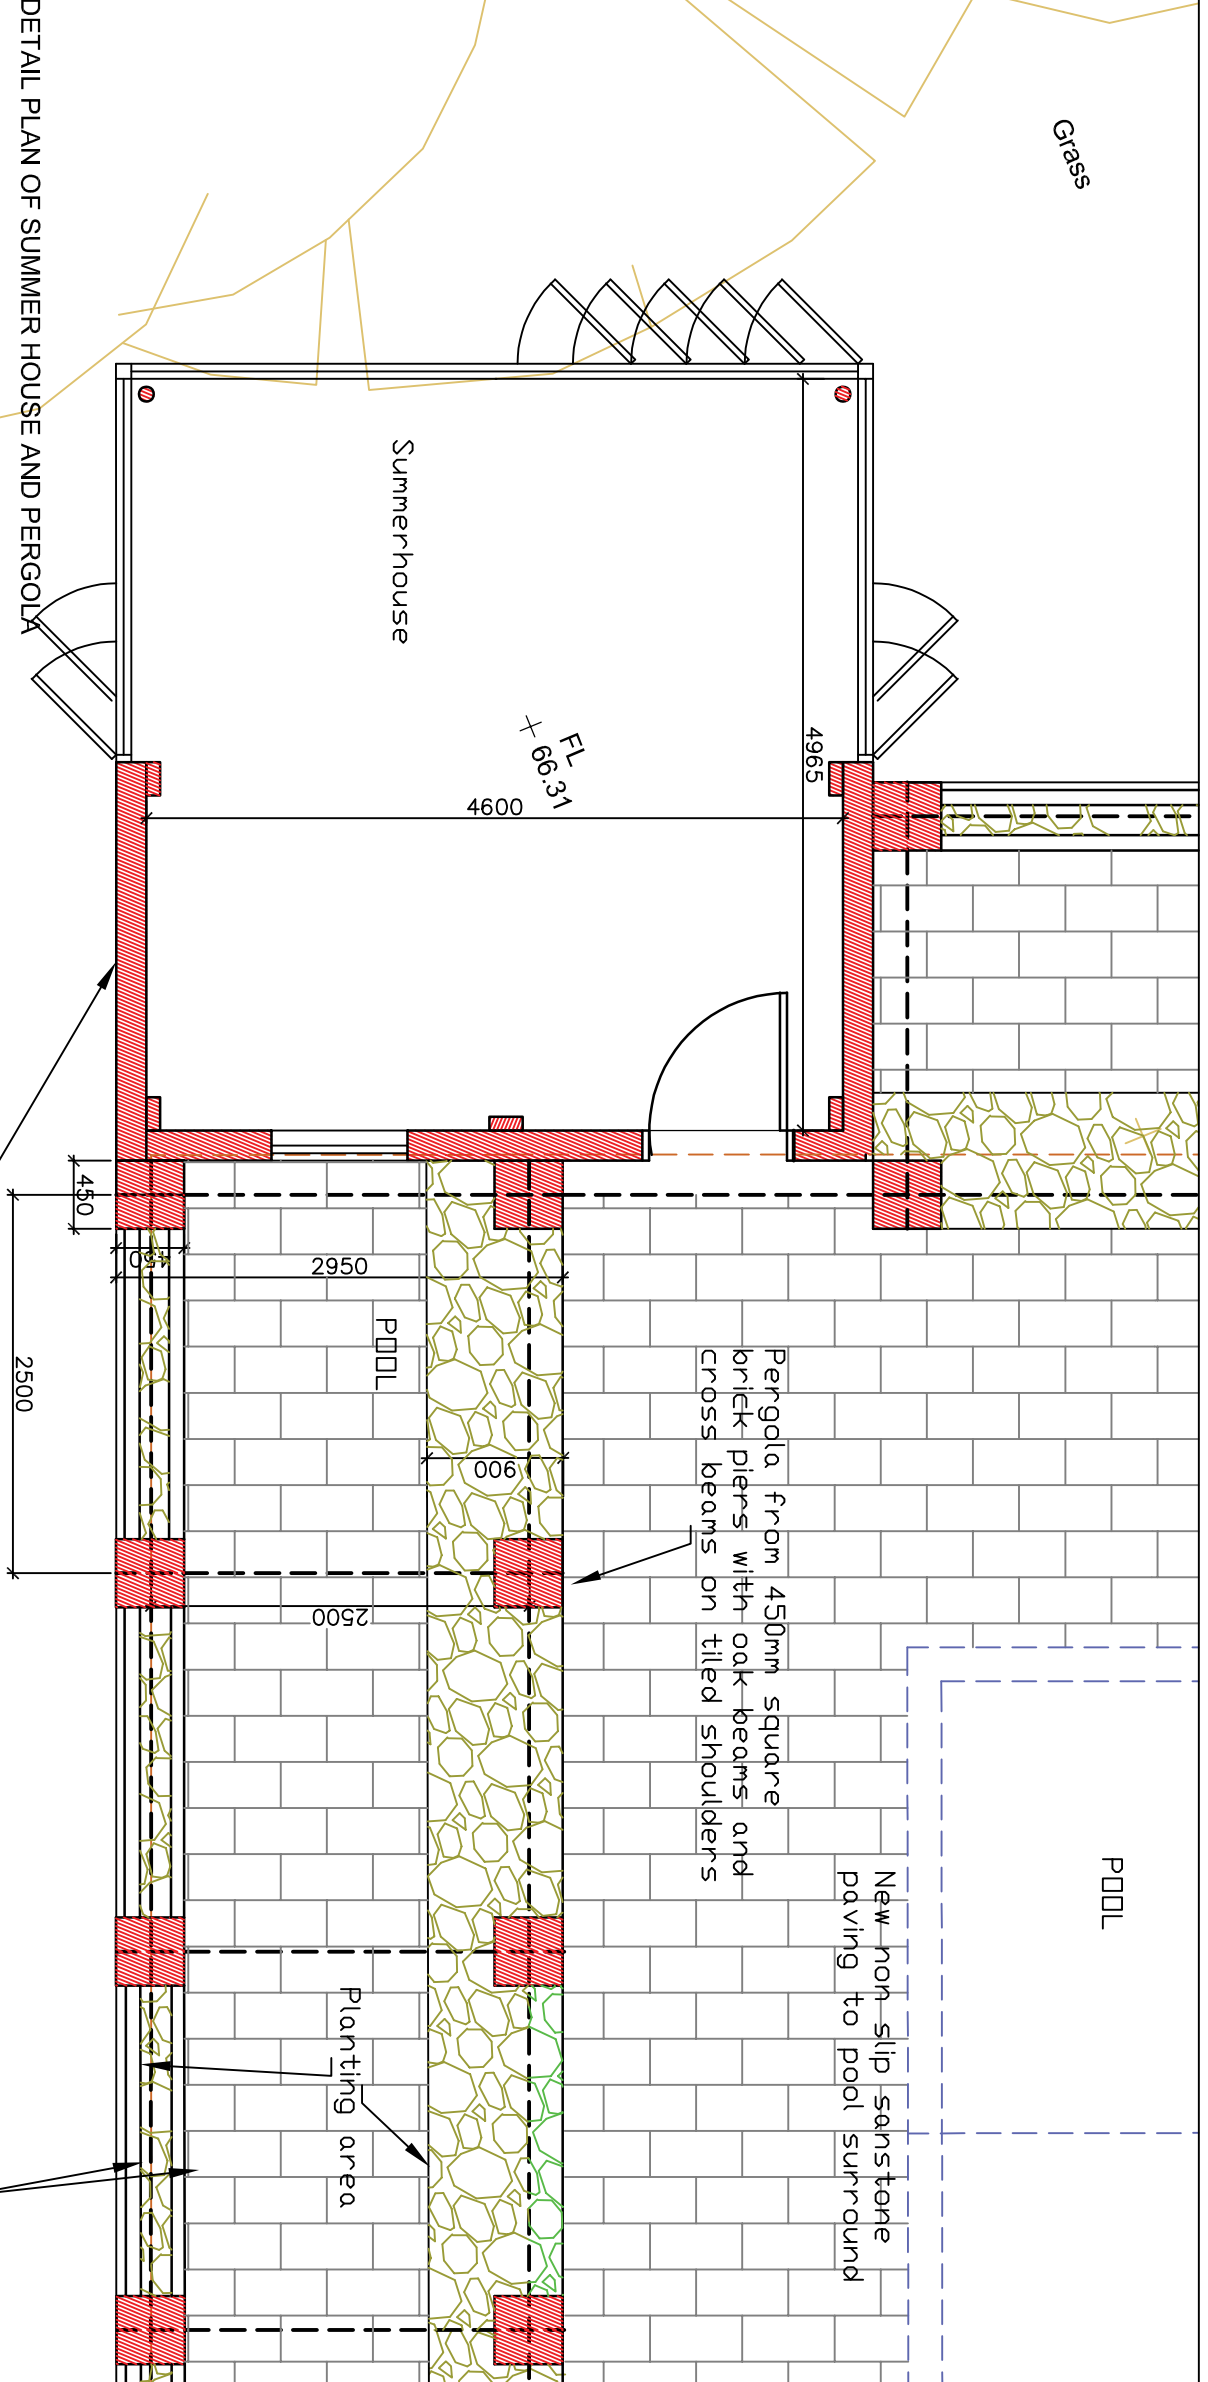 DETAIL PLAN OF SUMMER HOUSE AND PERGOLA
Grass
Summerhouse
FL
66.31
4965
4600
450
450
2950
2500
900
2500
POOL
Pergola from 450mm square
brick piers with oak beams and
cross beams on tiled shoulders
POOL
New non slip sanstone
paving to pool surround
Planting area